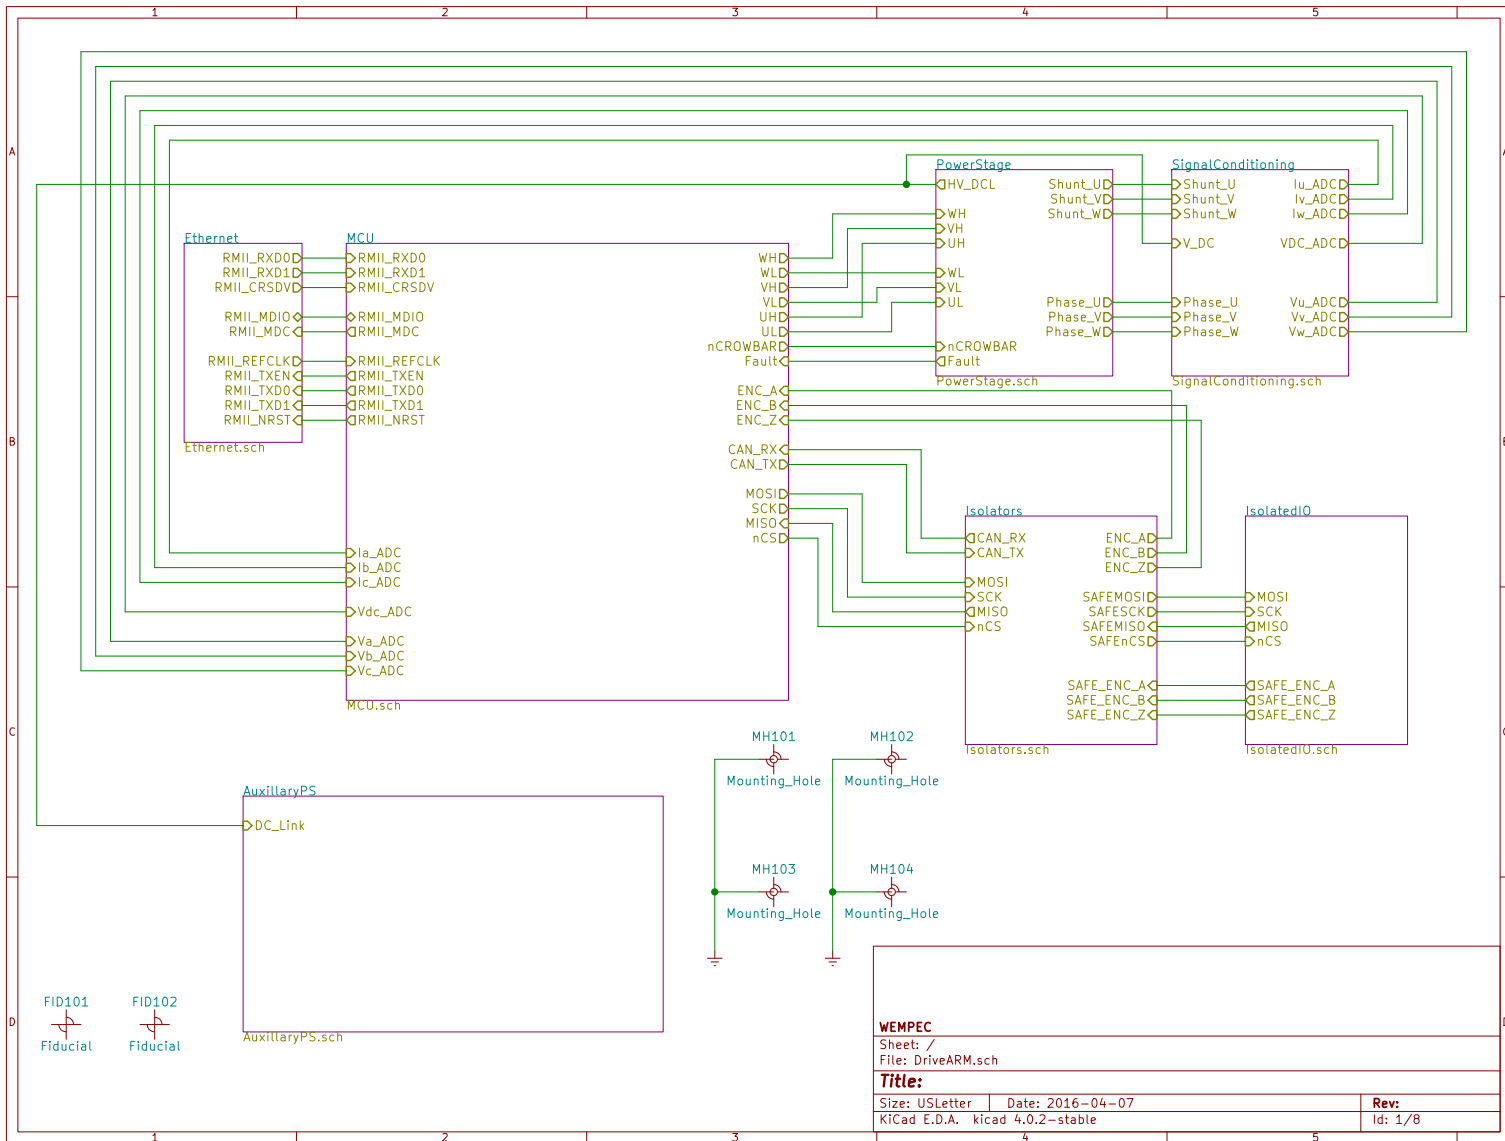 1 2 3 4 5
A
B
C
D
PowerStage
HV_DCL
WH
VH
UH
WL
VL
UL
nCROWBAR
Fault
Shunt_U
Shunt_V
Shunt_W
Phase_U
Phase_V
Phase_W
PowerStage.sch
SignalConditioning
Shunt_U
Shunt_V
Shunt_W
V_DC
Phase_U
Phase_V
Phase_W
Iu_ADC
Iv_ADC
Iw_ADC
VDC_ADC
Vu_ADC
Vv_ADC
Vw_ADC
SignalConditioning.sch
Ethernet
RMII_RXD0
RMII_RXD1
RMII_CRSDV
RMII_MDIO
RMII_MDC
RMII_REFCLK
RMII_TXEN
RMII_TXD0
RMII_TXD1
RMII_NRST
Ethernet.sch
MCU
RMII_RXD0
RMII_RXD1
RMII_CRSDV
RMII_MDIO
RMII_MDC
RMII_REFCLK
RMII_TXEN
RMII_TXD0
RMII_TXD1
RMII_NRST
Ia_ADC
Ib_ADC
Ic_ADC
Vdc_ADC
Va_ADC
Vb_ADC
Vc_ADC
WH
WL
VH
VL
UH
UL
nCROWBAR
Fault
ENC_A
ENC_B
ENC_Z
CAN_RX
CAN_TX
MOSI
SCK
MISO
nCS
MCU.sch
Isolators
CAN_RX
CAN_TX
MOSI
SCK
MISO
nCS
ENC_A
ENC_B
ENC_Z
SAFEMOSI
SAFESCK
SAFEMISO
SAFEnCS
SAFE_ENC_A
SAFE_ENC_B
SAFE_ENC_Z
Isolators.sch
IsolatedIO
MOSI
SCK
MISO
nCS
SAFE_ENC_A
SAFE_ENC_B
SAFE_ENC_Z
IsolatedIO.sch
MH101
Mounting_Hole
MH102
Mounting_Hole
MH103
Mounting_Hole
MH104
Mounting_Hole
AuxillaryPS
DC_Link
AuxillaryPS.sch
FID101
Fiducial
FID102
Fiducial
WEMPEC
Sheet: /
File: DriveARM.sch
Title:
Size: USLetter Date: 2016-04-07 Rev:
KiCad E.D.A. kicad 4.0.2-stable Id: 1/8
1 2 3 4 5